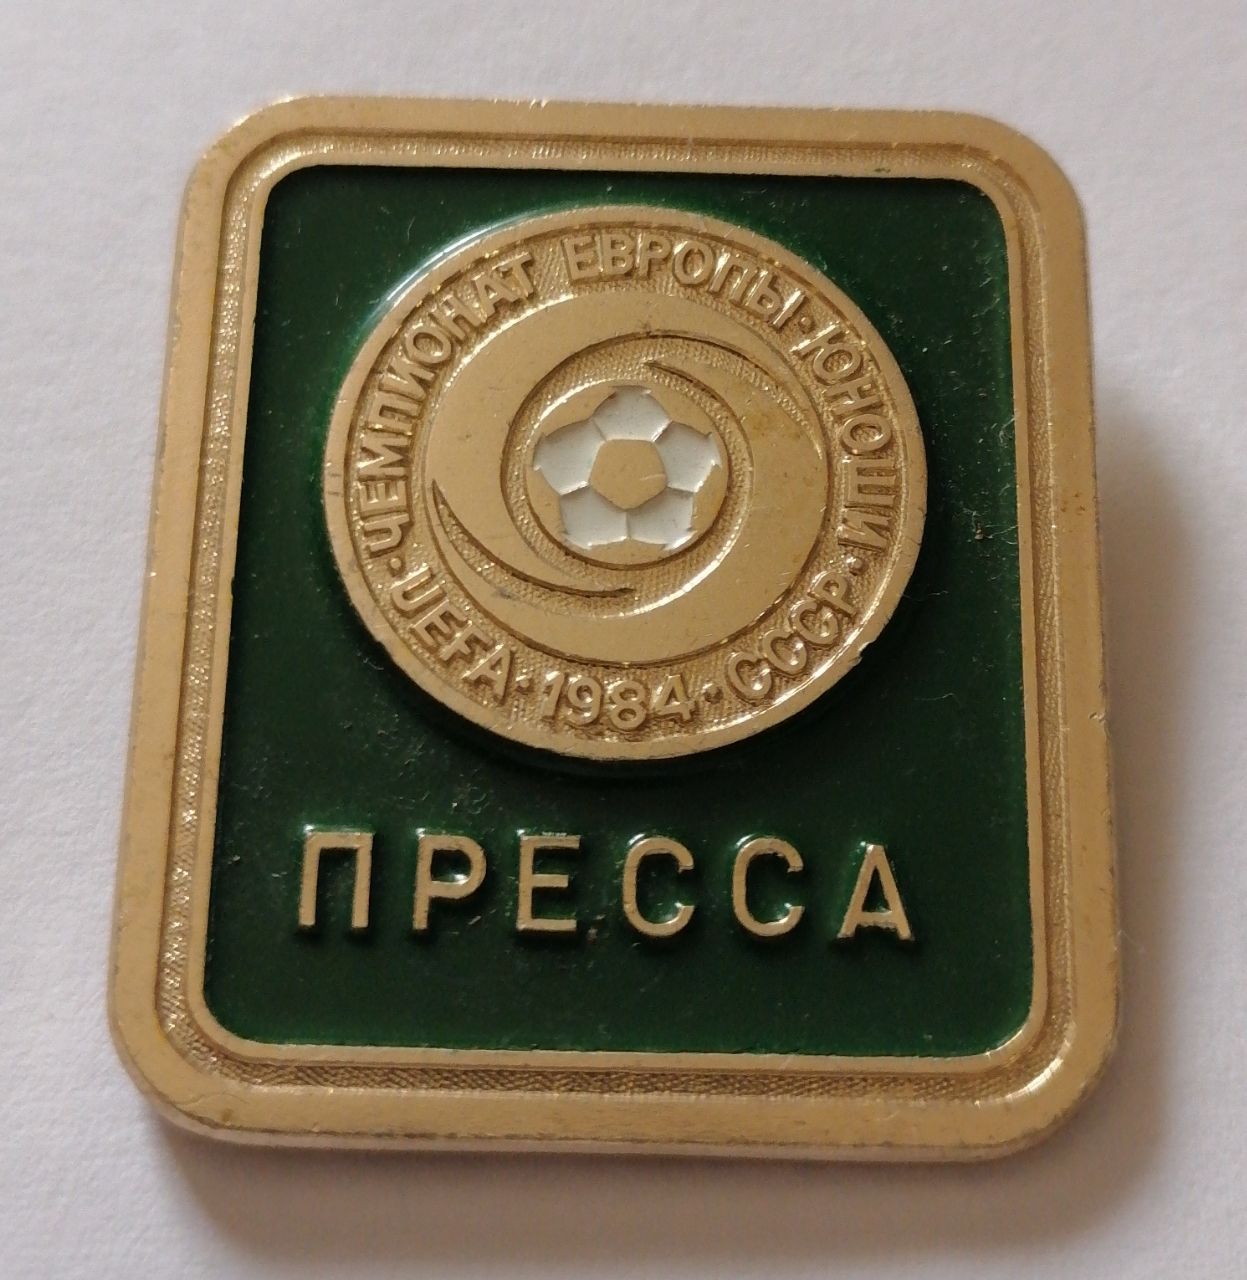 ЧЕМПИОНАТ ЕВРОПЫ · ЮНОШИ · СССР · 1984 · UEFA ·
ПРЕССА